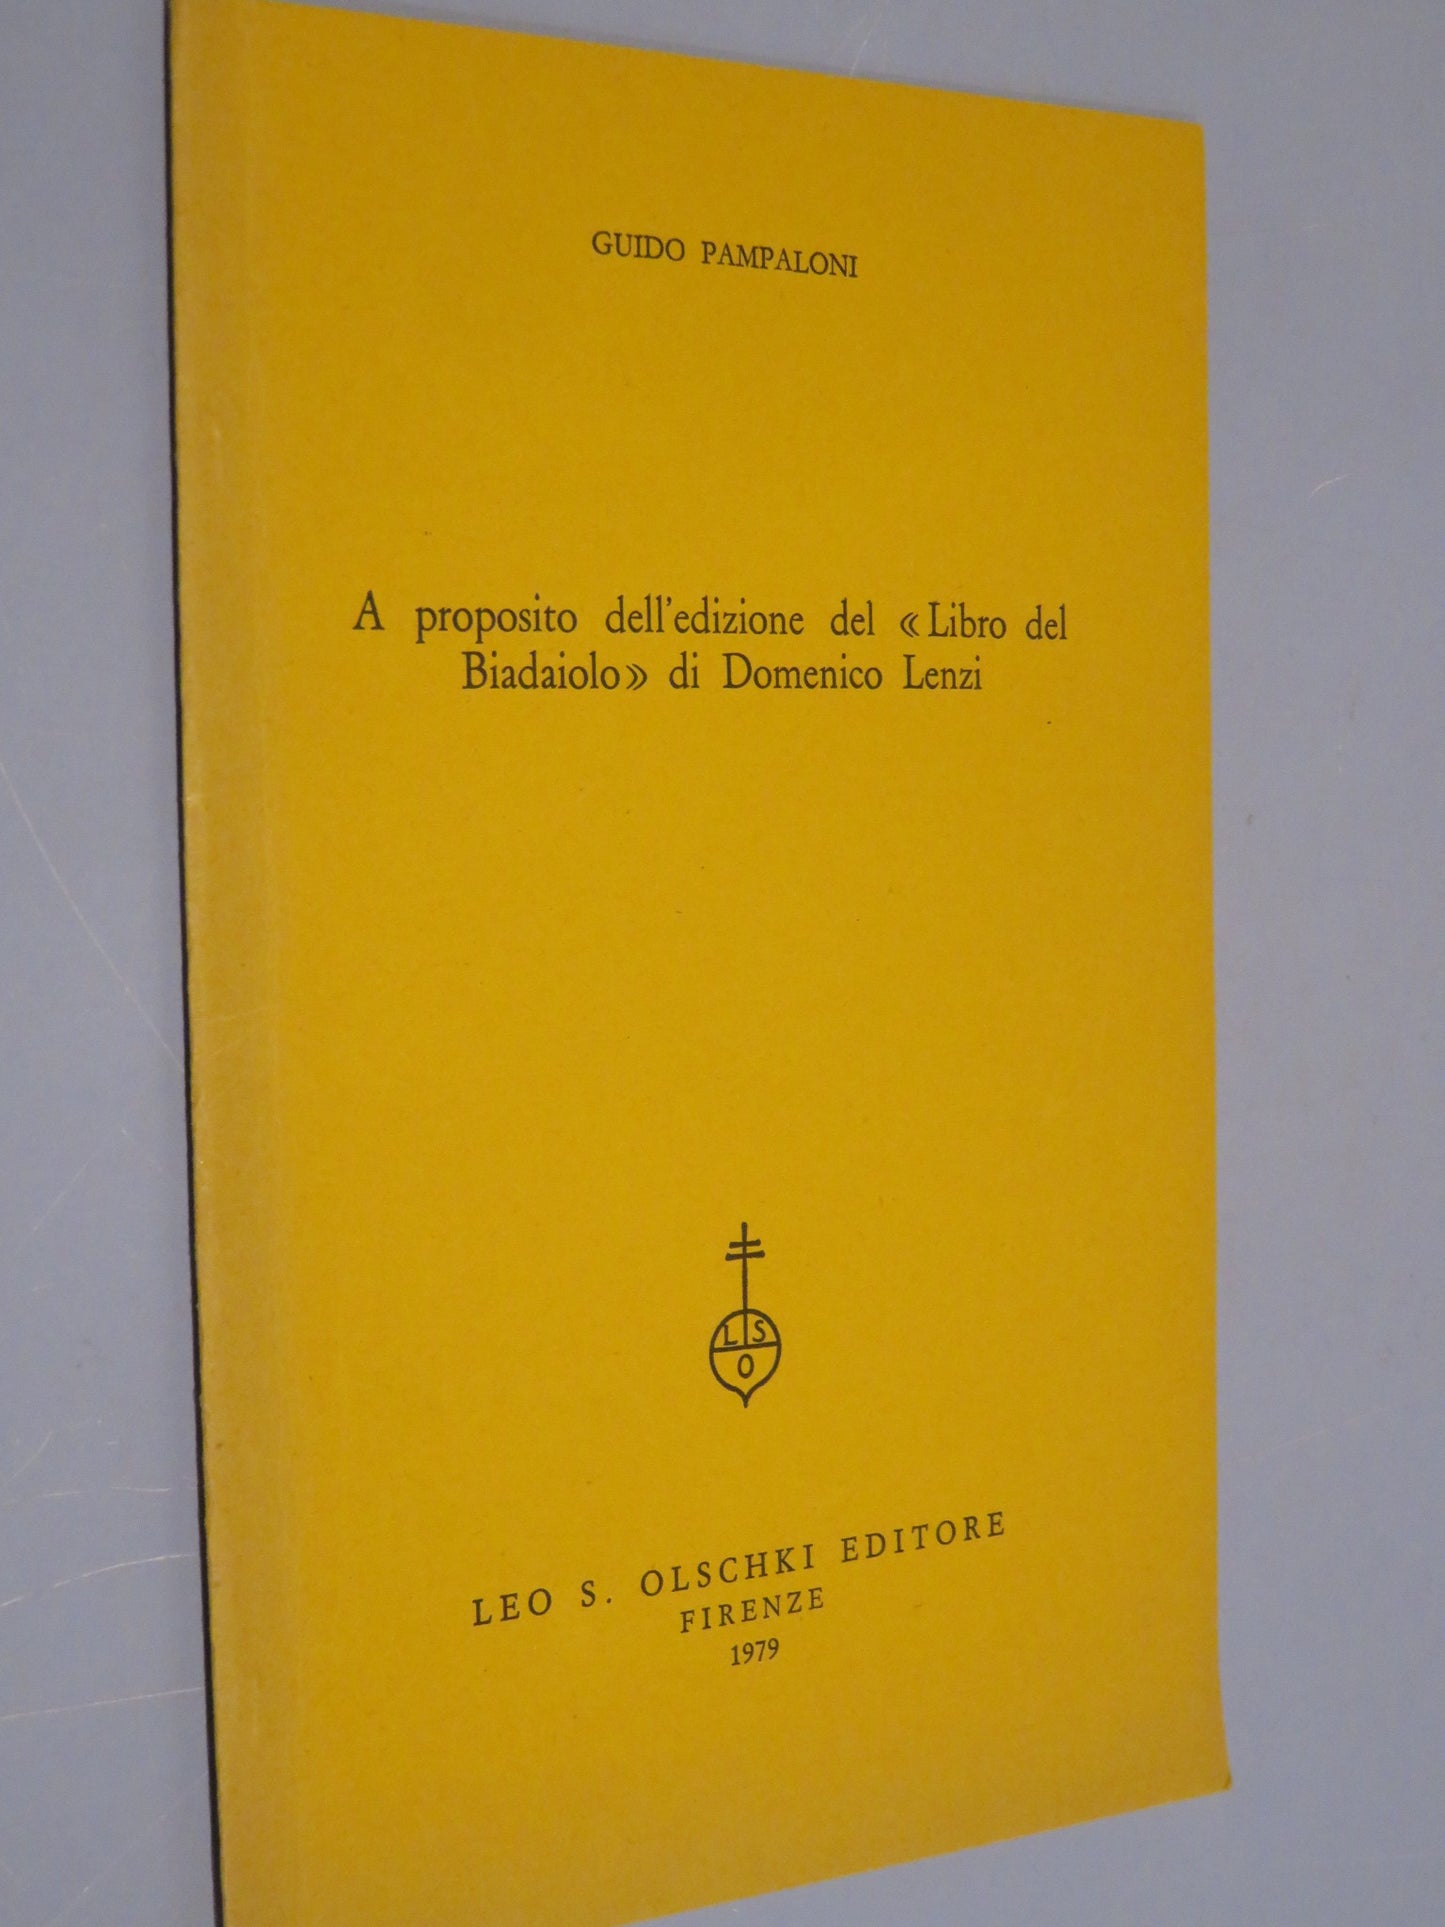 GUIDO PAMPALONI
A proposito dell'edizione del «Libro del
Biadaiolo» di Domenico Lenzi
L S
O
LEO S. OLSCHKI EDITORE
FIRENZE
1979